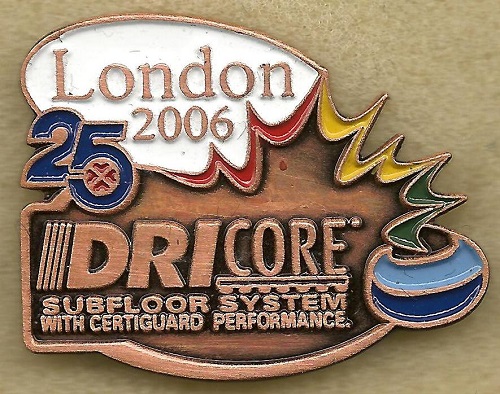 London
2006
25
DRICORE®
SUBFLOOR SYSTEM
WITH CERTIGUARD PERFORMANCE.